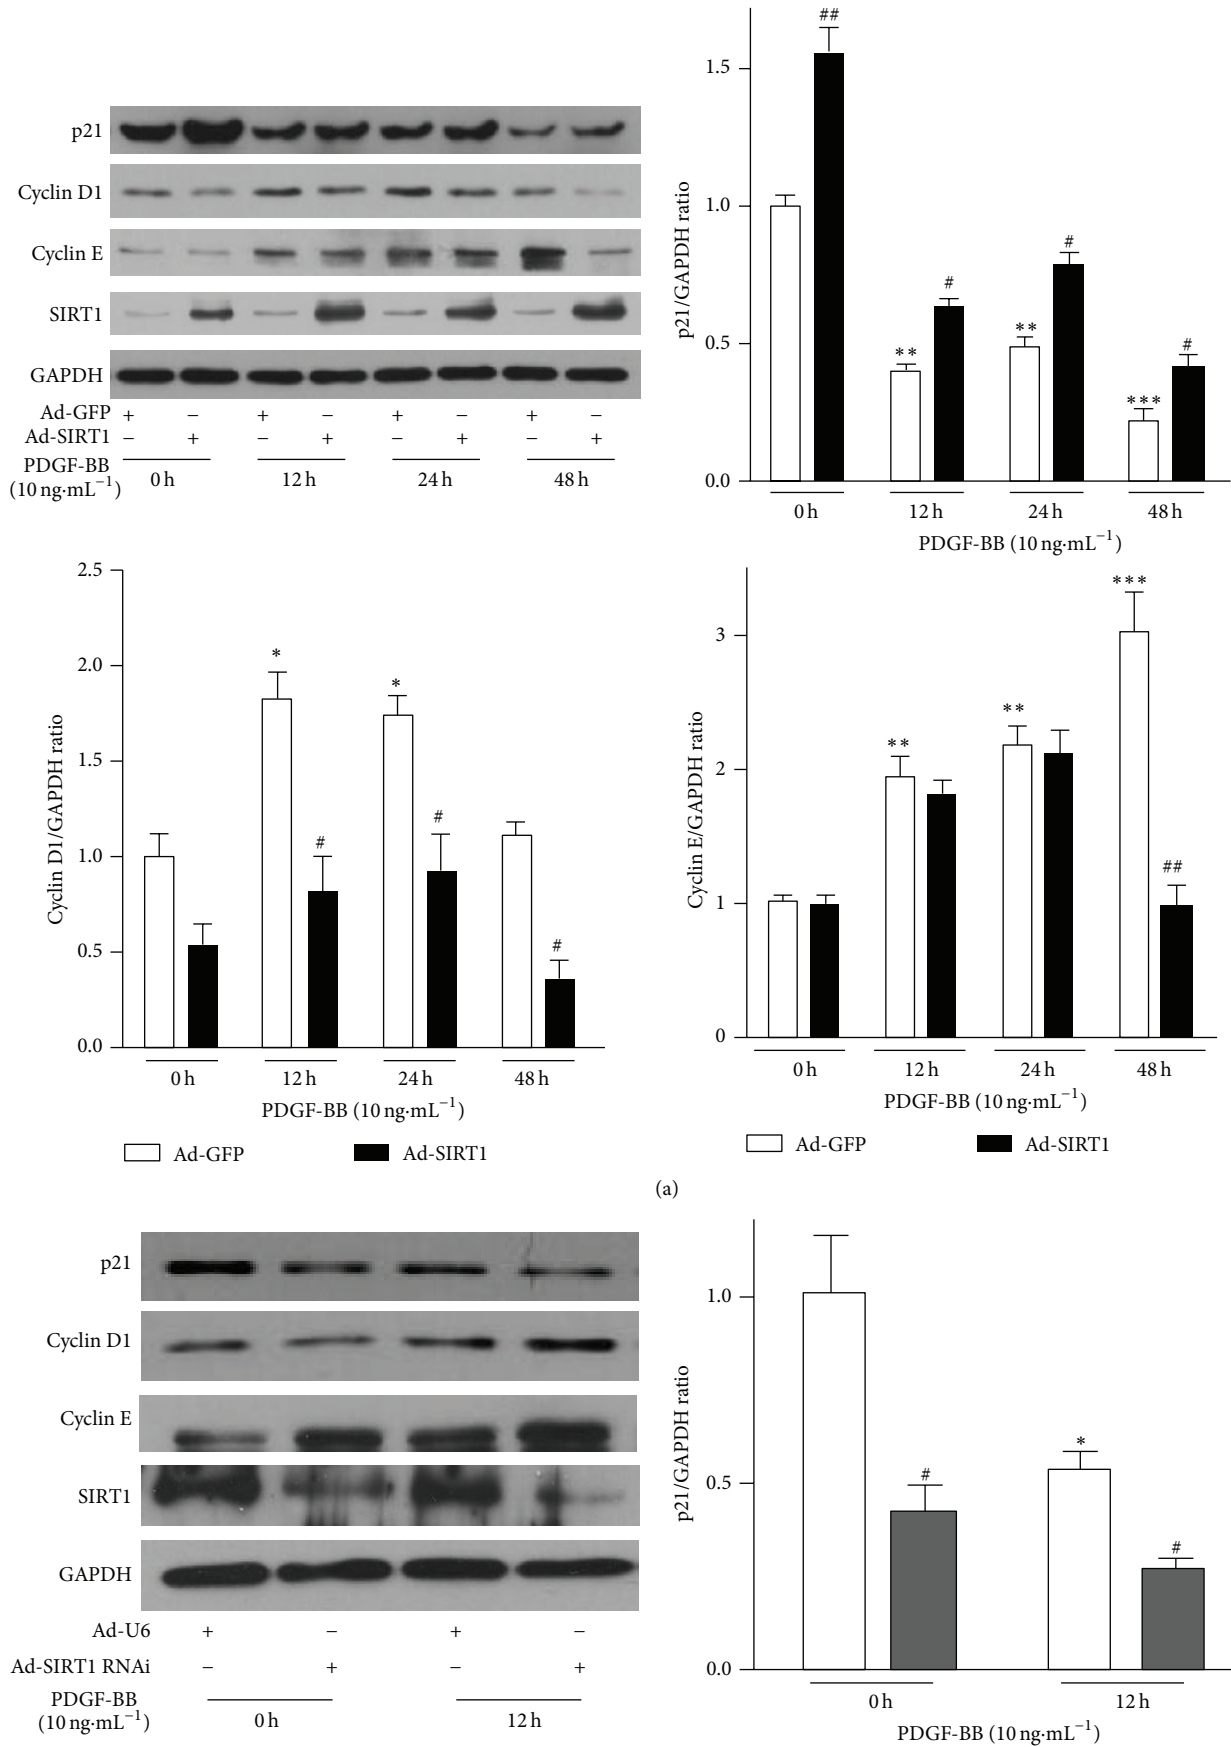 p21
Cyclin D1
Cyclin E
SIRT1
GAPDH
Ad-GFP + − + − + − + −
Ad-SIRT1 − + − + − + − +
PDGF-BB
(10 ng·mL⁻¹) 0 h 12 h 24 h 48 h
p21/GAPDH ratio
1.5
1.0
0.5
0.0
##
**
#
**
#
***
#
0 h 12 h 24 h 48 h
PDGF-BB (10 ng·mL⁻¹)
Cyclin D1/GAPDH ratio
2.5
2.0
1.5
1.0
0.5
0.0
*
#
*
#
#
0 h 12 h 24 h 48 h
PDGF-BB (10 ng·mL⁻¹)
Ad-GFP Ad-SIRT1
Cyclin E/GAPDH ratio
3
2
1
0
**
**
***
##
0 h 12 h 24 h 48 h
PDGF-BB (10 ng·mL⁻¹)
Ad-GFP Ad-SIRT1
(a)
p21
Cyclin D1
Cyclin E
SIRT1
GAPDH
Ad-U6 + − + −
Ad-SIRT1 RNAi − + − +
PDGF-BB
(10 ng·mL⁻¹) 0 h 12 h
p21/GAPDH ratio
1.0
0.5
0.0
#
*
#
0 h 12 h
PDGF-BB (10 ng·mL⁻¹)